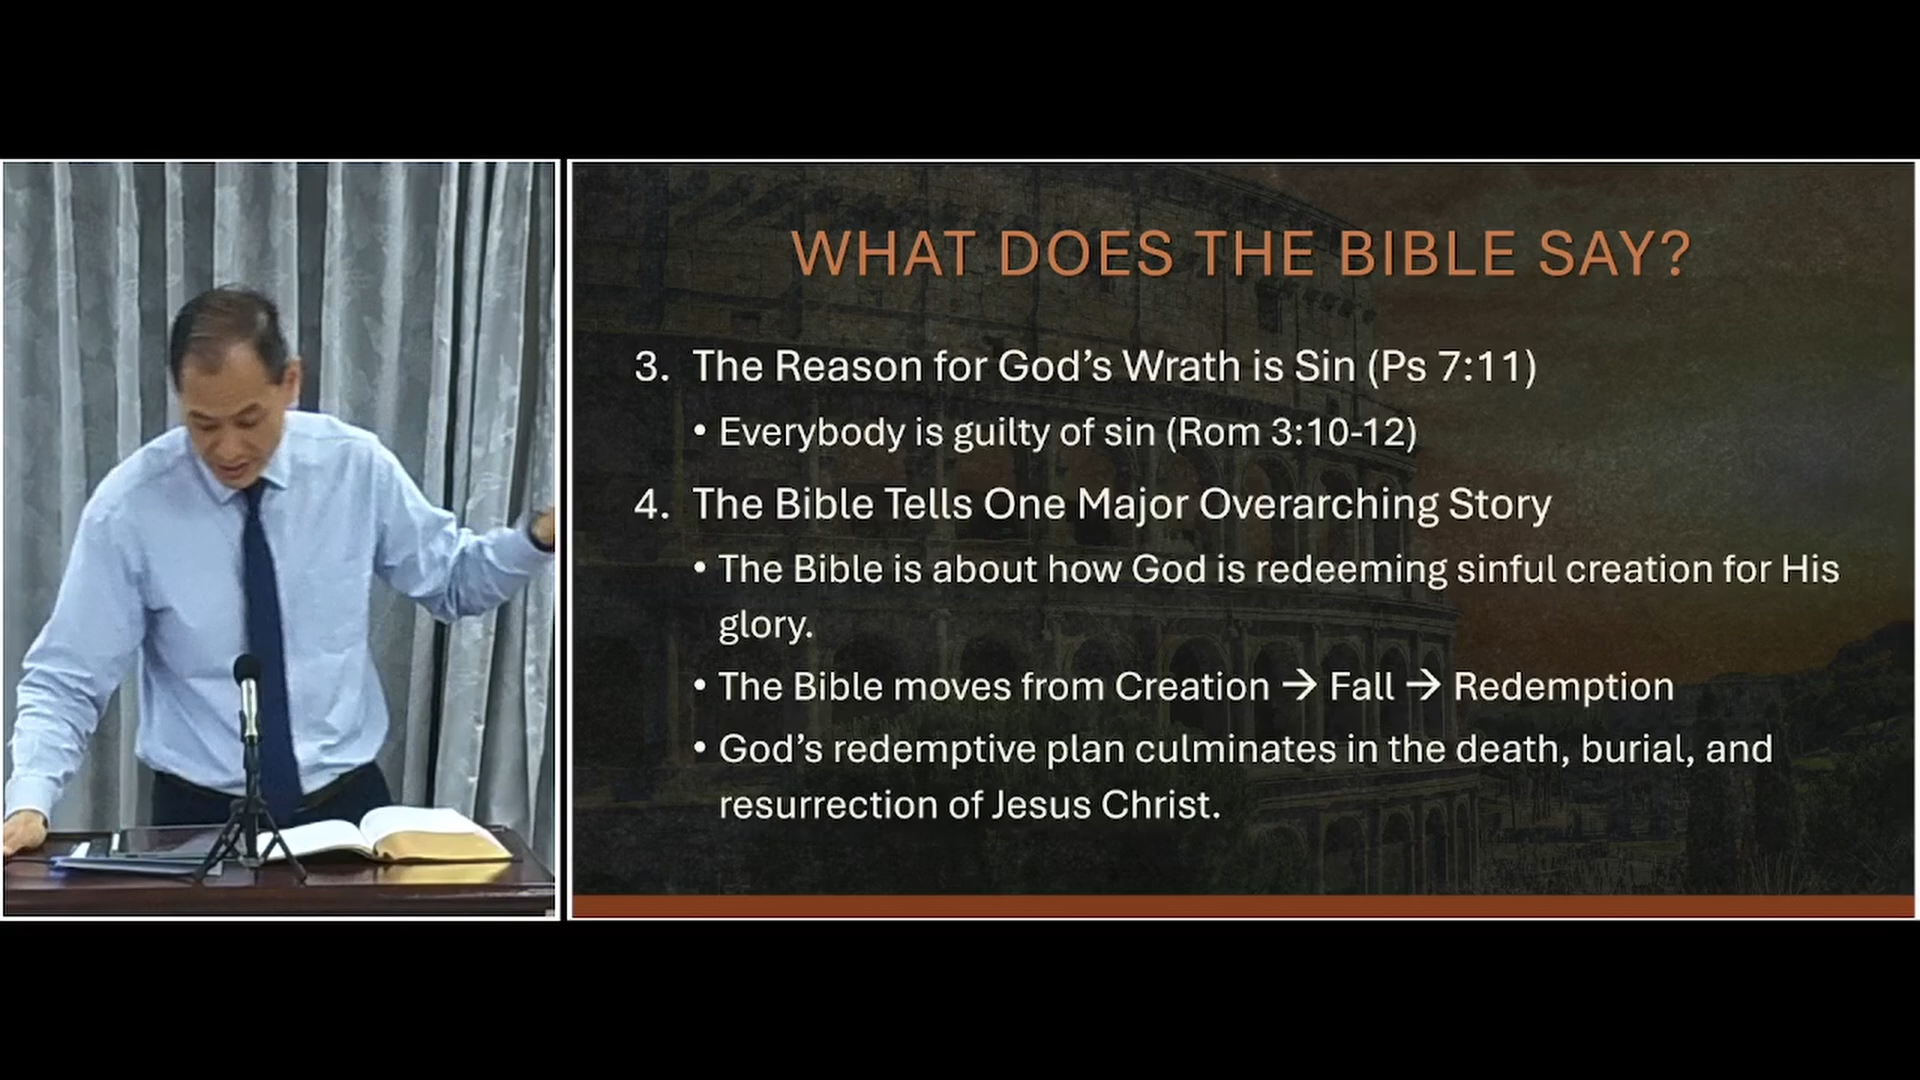 WHAT DOES THE BIBLE SAY?
3. The Reason for God’s Wrath is Sin (Ps 7:11)
• Everybody is guilty of sin (Rom 3:10-12)
4. The Bible Tells One Major Overarching Story
• The Bible is about how God is redeeming sinful creation for His
glory.
• The Bible moves from Creation → Fall → Redemption
• God’s redemptive plan culminates in the death, burial, and
resurrection of Jesus Christ.